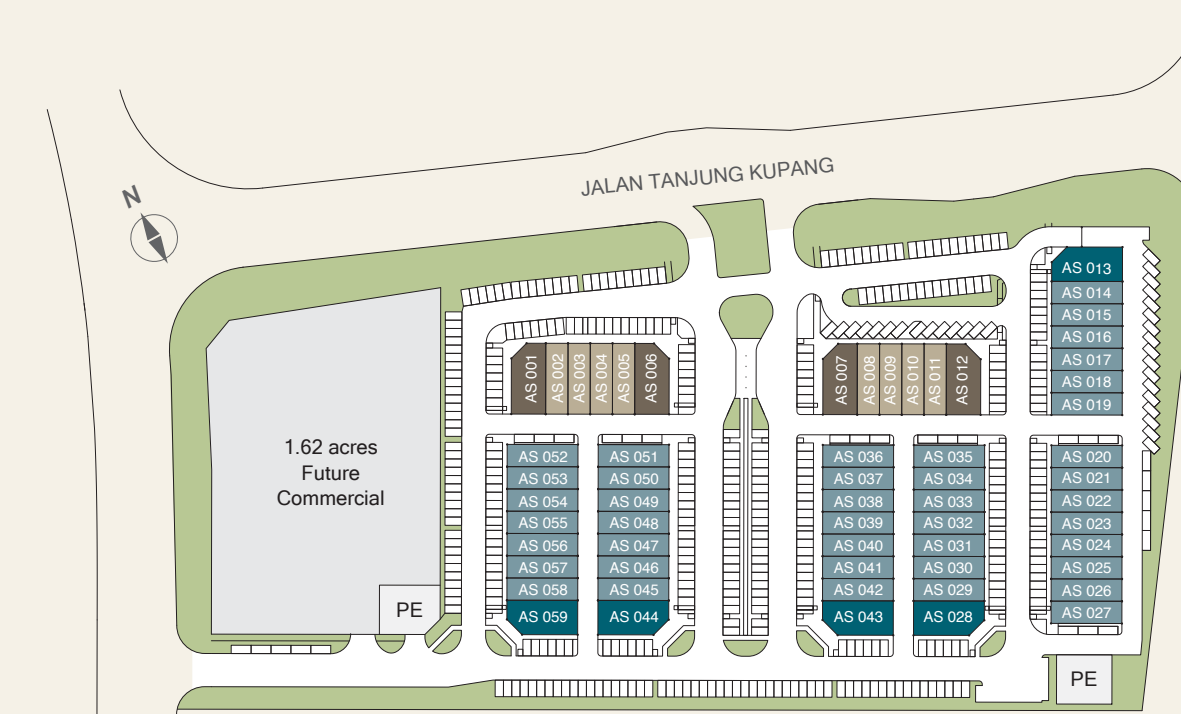 JALAN TANJUNG KUPANG
N
AS 013
AS 014
AS 015
AS 016
AS 017
AS 018
AS 019
AS 001
AS 002
AS 003
AS 004
AS 005
AS 006
AS 007
AS 008
AS 009
AS 010
AS 011
AS 012
1.62 acres
Future
Commercial
PE
AS 052
AS 053
AS 054
AS 055
AS 056
AS 057
AS 058
AS 059
AS 051
AS 050
AS 049
AS 048
AS 047
AS 046
AS 045
AS 044
AS 036
AS 037
AS 038
AS 039
AS 040
AS 041
AS 042
AS 043
AS 035
AS 034
AS 033
AS 032
AS 031
AS 030
AS 029
AS 028
AS 020
AS 021
AS 022
AS 023
AS 024
AS 025
AS 026
AS 027
PE